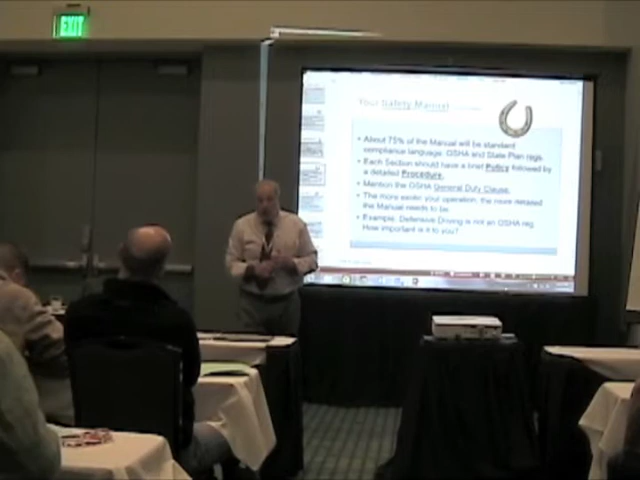 EXIT
Your Safety Manual
• About 75% of the Manual will be standard
compliance language. OSHA and State Plan regs.
• Each Section should have a brief Policy followed by
a detailed Procedure.
• Mention the OSHA General Duty Clause.
• The more esoteric your operation, the more detailed
the Manual needs to be.
• Example: Defensive Driving is not an OSHA reg.
How important is it to you?